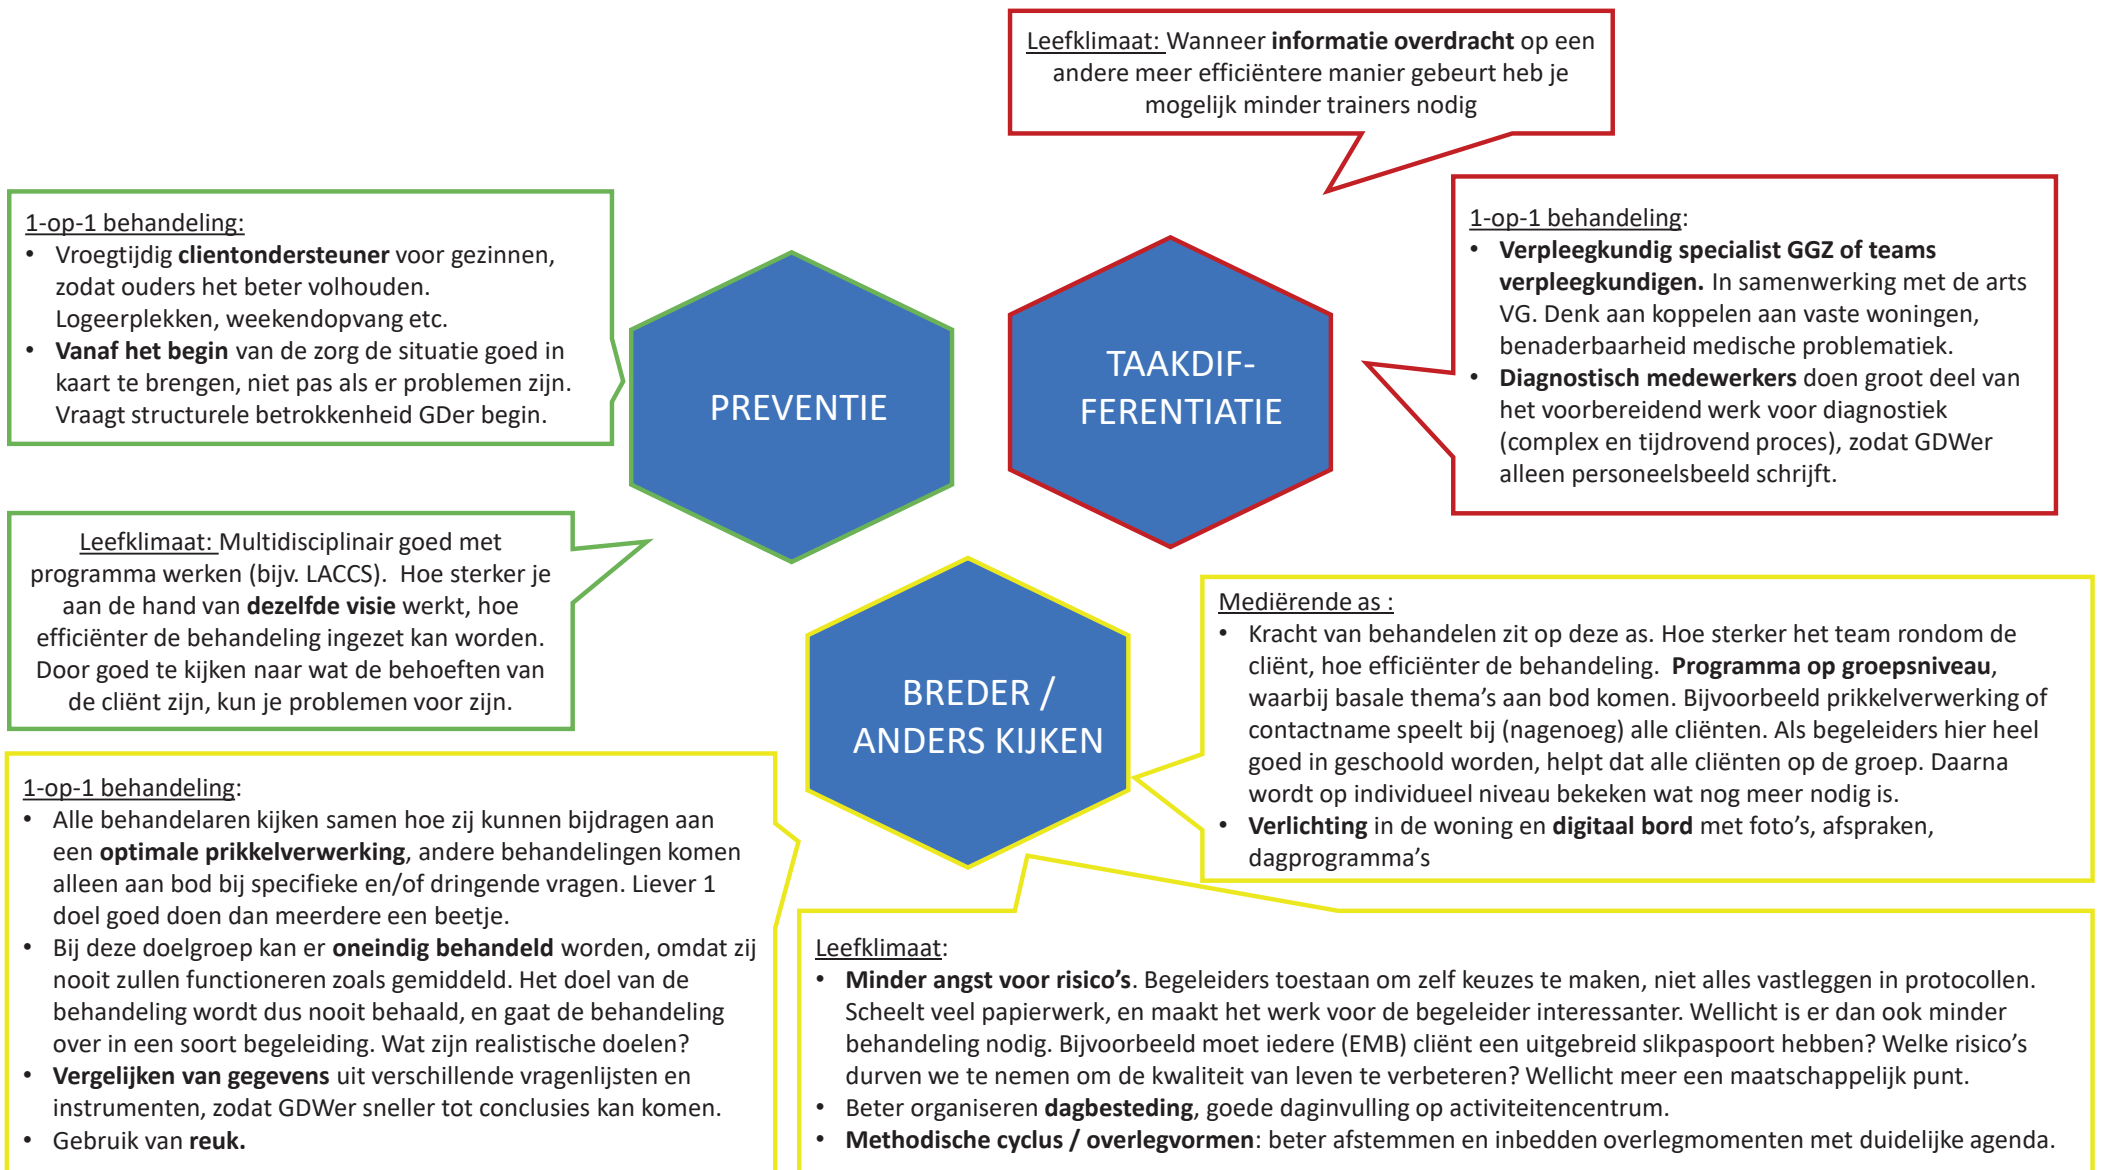 Leefklimaat: Wanneer informatie overdracht op een
andere meer efficiëntere manier gebeurt heb je
mogelijk minder trainers nodig
1-op-1 behandeling:
• Vroegtijdig clientondersteuner voor gezinnen,
zodat ouders het beter volhouden.
Logeerplekken, weekendopvang etc.
• Vanaf het begin van de zorg de situatie goed in
kaart te brengen, niet pas als er problemen zijn.
Vraagt structurele betrokkenheid GDer begin.
PREVENTIE
TAAKDIF-
FERENTIATIE
1-op-1 behandeling:
• Verpleegkundig specialist GGZ of teams
verpleegkundigen. In samenwerking met de arts
VG. Denk aan koppelen aan vaste woningen,
benaderbaarheid medische problematiek.
• Diagnostisch medewerkers doen groot deel van
het voorbereidend werk voor diagnostiek
(complex en tijdrovend proces), zodat GDWer
alleen personeelsbeeld schrijft.
Leefklimaat: Multidisciplinair goed met
programma werken (bijv. LACCS). Hoe sterker je
aan de hand van dezelfde visie werkt, hoe
efficiënter de behandeling ingezet kan worden.
Door goed te kijken naar wat de behoeften van
de cliënt zijn, kun je problemen voor zijn.
BREDER /
ANDERS KIJKEN
Mediërende as :
• Kracht van behandelen zit op deze as. Hoe sterker het team rondom de
cliënt, hoe efficiënter de behandeling. Programma op groepsniveau,
waarbij basale thema's aan bod komen. Bijvoorbeeld prikkelverwerking of
contactname speelt bij (nagenoeg) alle cliënten. Als begeleiders hier heel
goed in geschoold worden, helpt dat alle cliënten op de groep. Daarna
wordt op individueel niveau bekeken wat nog meer nodig is.
• Verlichting in de woning en digitaal bord met foto's, afspraken,
dagprogramma's
1-op-1 behandeling:
• Alle behandelaren kijken samen hoe zij kunnen bijdragen aan
een optimale prikkelverwerking, andere behandelingen komen
alleen aan bod bij specifieke en/of dringende vragen. Liever 1
doel goed doen dan meerdere een beetje.
• Bij deze doelgroep kan er oneindig behandeld worden, omdat zij
nooit zullen functioneren zoals gemiddeld. Het doel van de
behandeling wordt dus nooit behaald, en gaat de behandeling
over in een soort begeleiding. Wat zijn realistische doelen?
• Vergelijken van gegevens uit verschillende vragenlijsten en
instrumenten, zodat GDWer sneller tot conclusies kan komen.
• Gebruik van reuk.
Leefklimaat:
• Minder angst voor risico's. Begeleiders toestaan om zelf keuzes te maken, niet alles vastleggen in protocollen.
Scheelt veel papierwerk, en maakt het werk voor de begeleider interessanter. Wellicht is er dan ook minder
behandeling nodig. Bijvoorbeeld moet iedere (EMB) cliënt een uitgebreid slikpaspoort hebben? Welke risico's
durven we te nemen om de kwaliteit van leven te verbeteren? Wellicht meer een maatschappelijk punt.
• Beter organiseren dagbesteding, goede daginvulling op activiteitencentrum.
• Methodische cyclus / overlegvormen: beter afstemmen en inbedden overlegmomenten met duidelijke agenda.